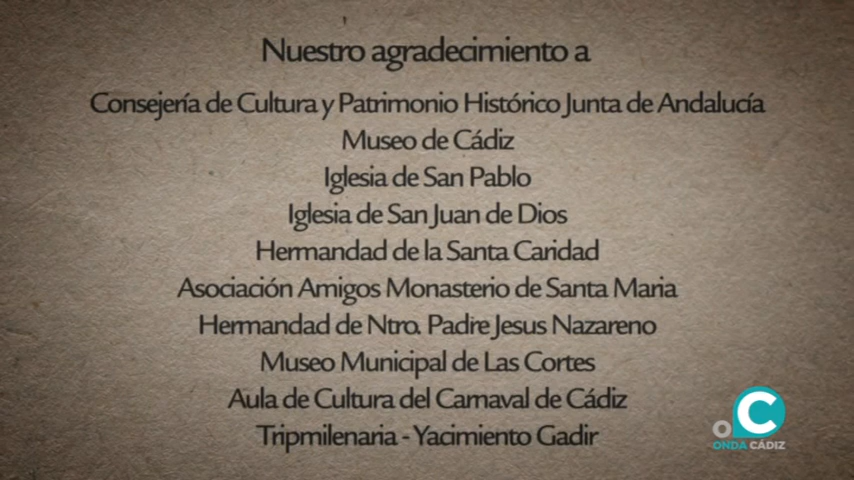 Nuestro agradecimiento a
Consejería de Cultura y Patrimonio Histórico Junta de Andalucía
Museo de Cádiz
Iglesia de San Pablo
Iglesia de San Juan de Dios
Hermandad de la Santa Caridad
Asociación Amigos Monasterio de Santa Maria
Hermandad de Ntro. Padre Jesus Nazareno
Museo Municipal de Las Cortes
Aula de Cultura del Carnaval de Cádiz
Tripmilenaria - Yacimiento Gadir
oC
ONDA CÁDIZ